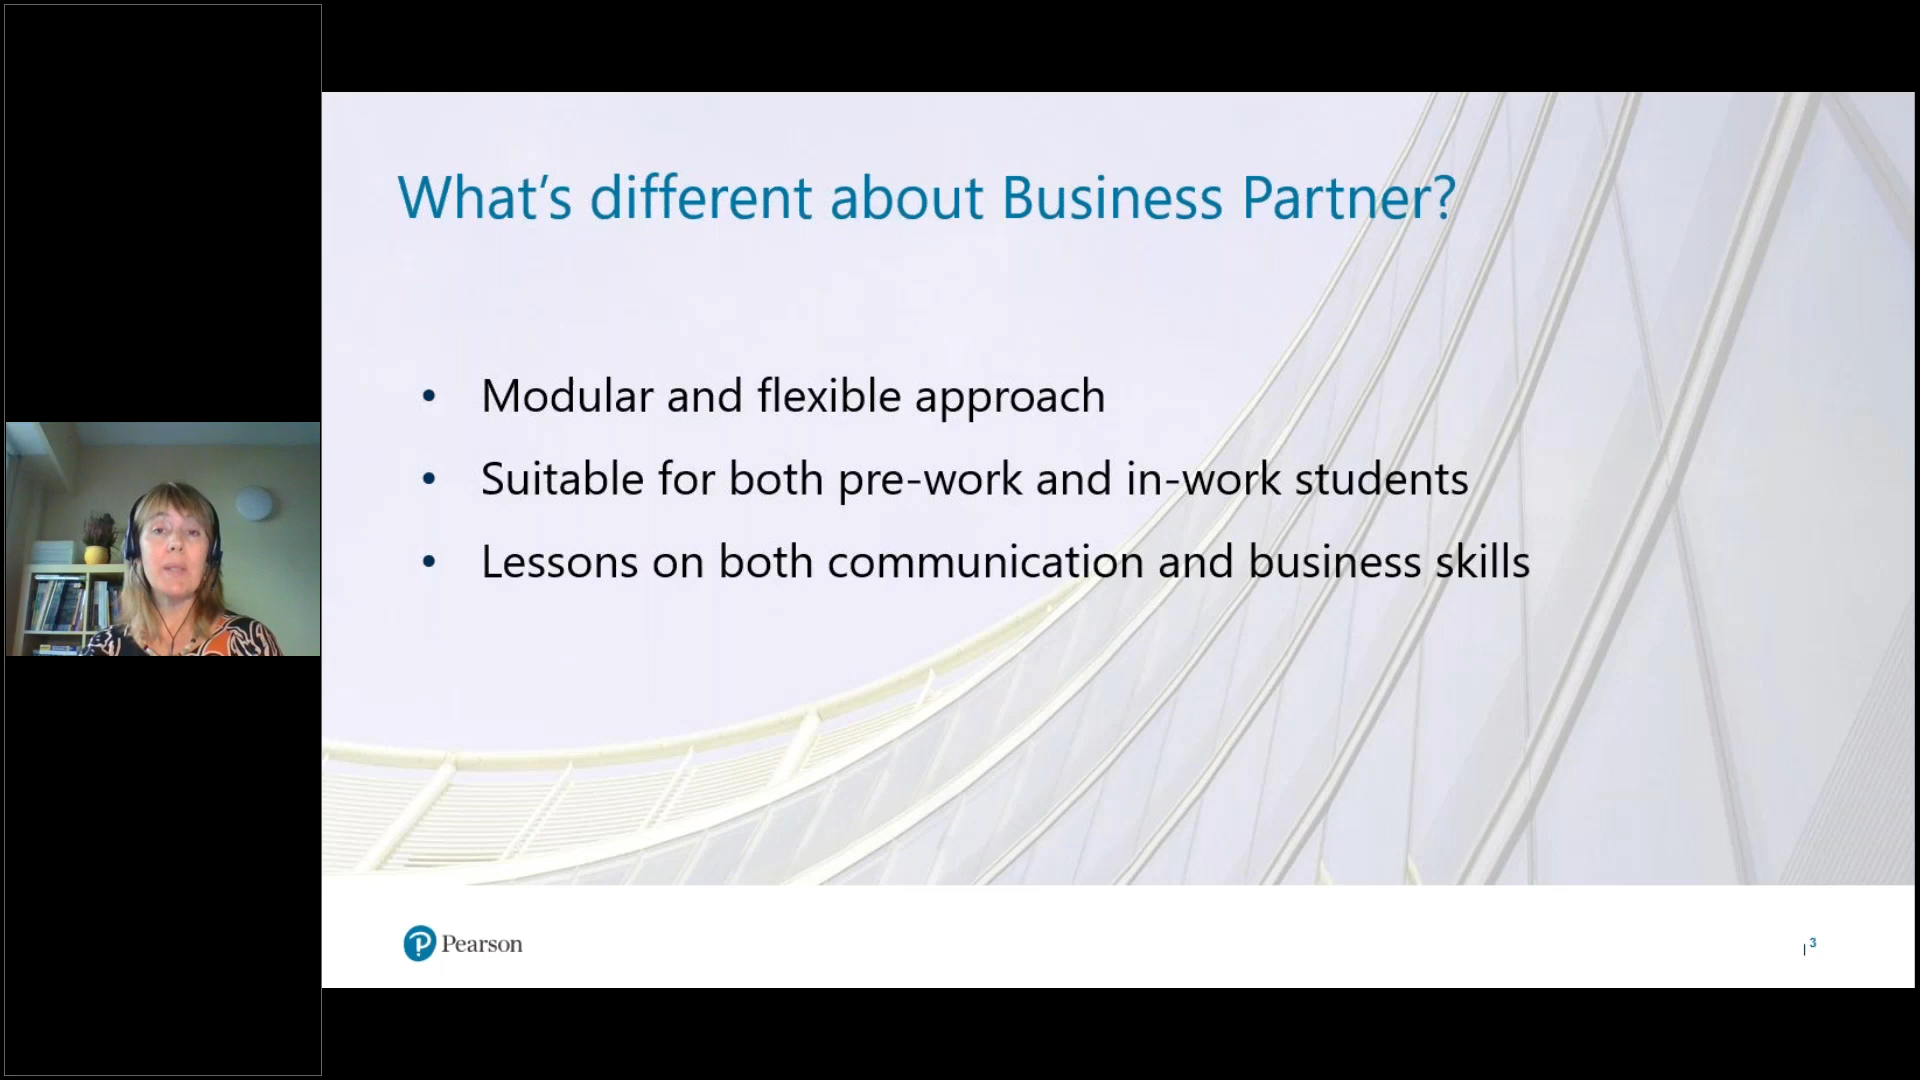 What's different about Business Partner?
• Modular and flexible approach
• Suitable for both pre-work and in-work students
• Lessons on both communication and business skills
Pearson
| 3